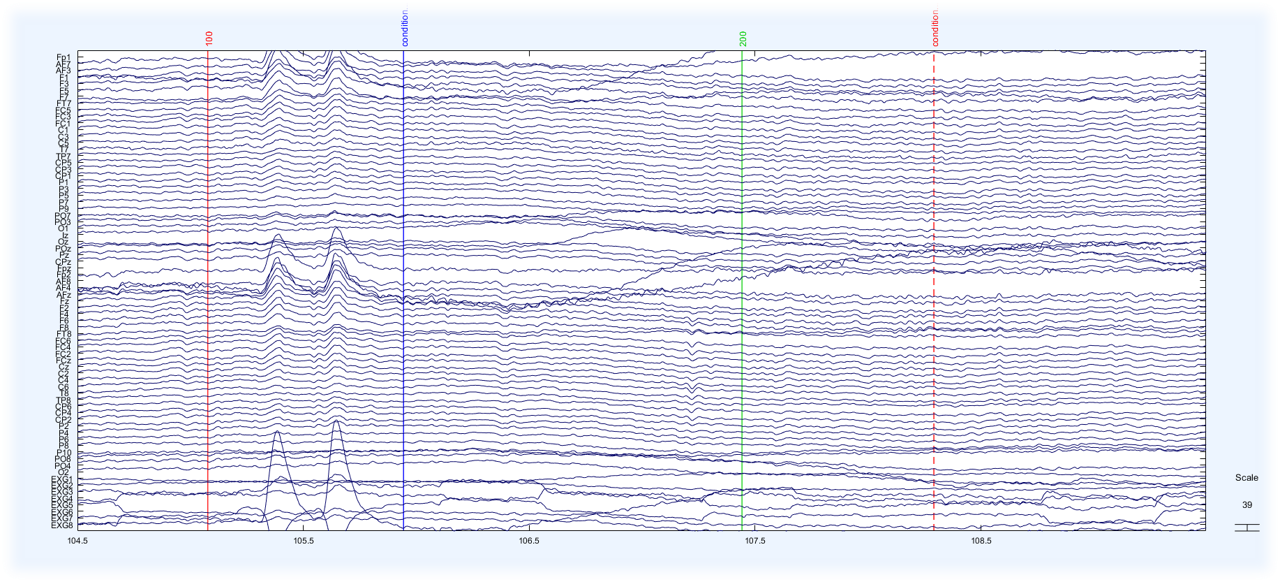 100
condition
200
condition
Fp1
AF7
AF3
F1
F3
F5
F7
FT7
FC5
FC3
FC1
C1
C3
C5
T7
TP7
CP5
CP3
CP1
P1
P3
P5
P7
P9
PO7
PO3
O1
Iz
Oz
POz
Pz
CPz
Fpz
Fp2
AF8
AF4
AFz
Fz
F2
F4
F6
F8
FT8
FC6
FC4
FC2
FCz
Cz
C2
C4
C6
T8
TP8
CP6
CP4
CP2
P2
P4
P6
P8
P10
PO8
PO4
O2
EXG1
EXG2
EXG3
EXG4
EXG5
EXG6
EXG7
EXG8
104.5
105.5
106.5
107.5
108.5
Scale
39